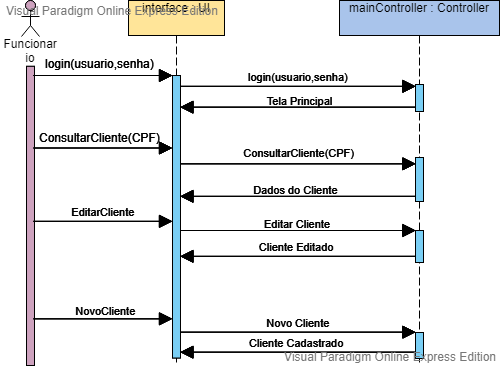 Visual Paradigm Online Express Edition
interface : UI
mainController : Controller
Funcionar
io
login(usuario,senha)
login(usuario,senha)
Tela Principal
ConsultarCliente(CPF)
ConsultarCliente(CPF)
Dados do Cliente
EditarCliente
Editar Cliente
Cliente Editado
NovoCliente
Novo Cliente
Cliente Cadastrado
Visual Paradigm Online Express Edition